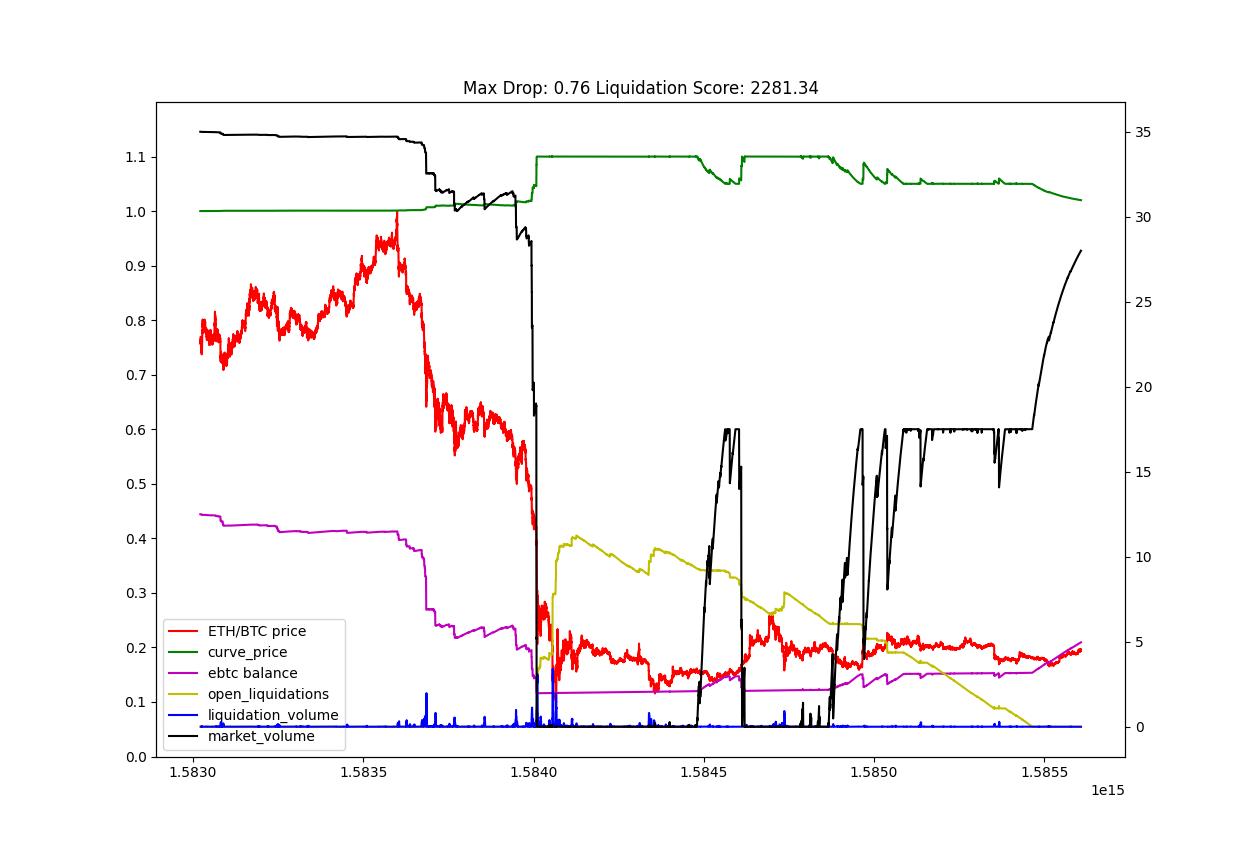 Max Drop: 0.76 Liquidation Score: 2281.34
1.1
1.0
0.9
0.8
0.7
0.6
0.5
0.4
0.3
0.2
0.1
0.0
35
30
25
20
15
10
5
0
ETH/BTC price
curve_price
ebtc balance
open_liquidations
liquidation_volume
market_volume
1.5830 1.5835 1.5840 1.5845 1.5850 1.5855
1e15